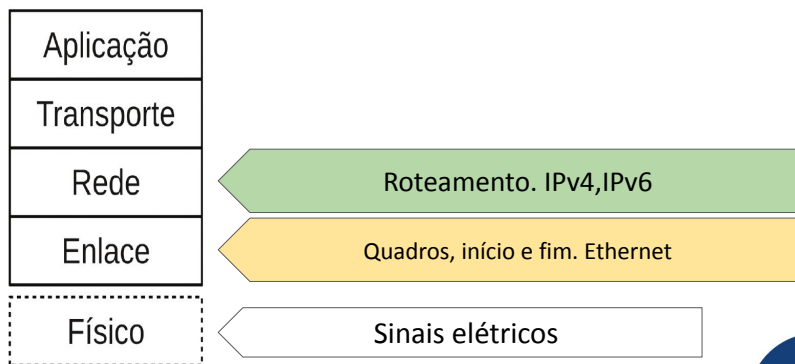 Aplicação
Transporte
Rede
Roteamento. IPv4,IPv6
Enlace
Quadros, início e fim. Ethernet
Físico
Sinais elétricos